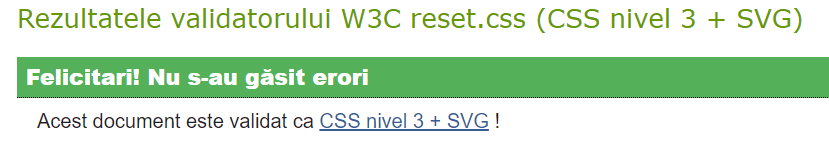 Rezultatele validatorului W3C reset.css (CSS nivel 3 + SVG)
Felicitari! Nu s-au găsit erori
Acest document este validat ca CSS nivel 3 + SVG !